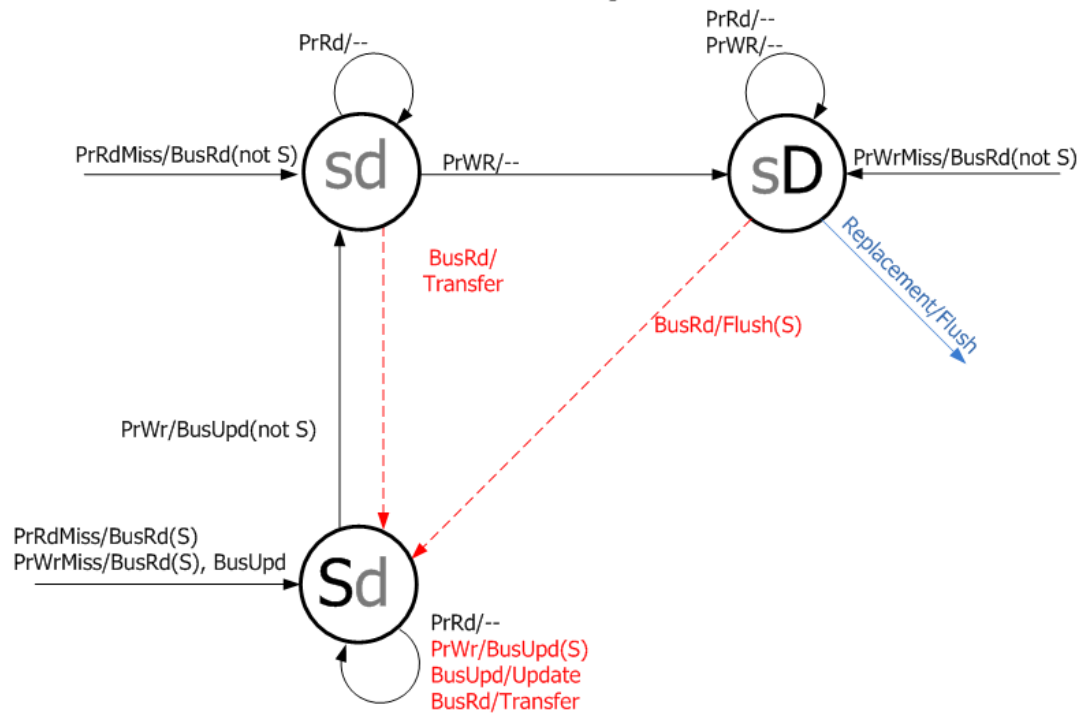 PrRd/--
PrRd/--
PrWR/--
PrRdMiss/BusRd(not S)
sd
PrWR/--
sD
PrWrMiss/BusRd(not S)
BusRd/
Transfer
Replacement/Flush
BusRd/Flush(S)
PrWr/BusUpd(not S)
PrRdMiss/BusRd(S)
PrWrMiss/BusRd(S), BusUpd
Sd
PrRd/--
PrWr/BusUpd(S)
BusUpd/Update
BusRd/Transfer